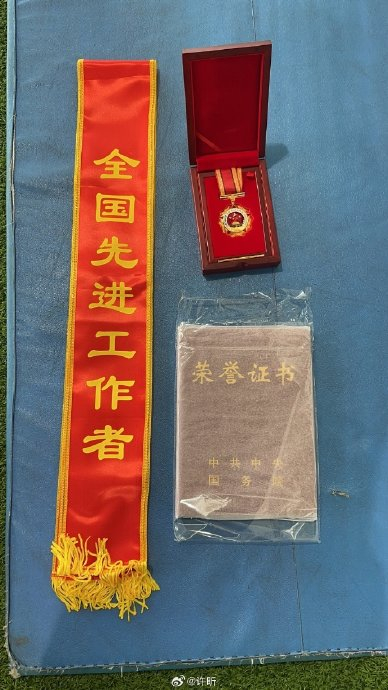 全国先进工作者
荣誉证书
中共中央
国务院
@许昕